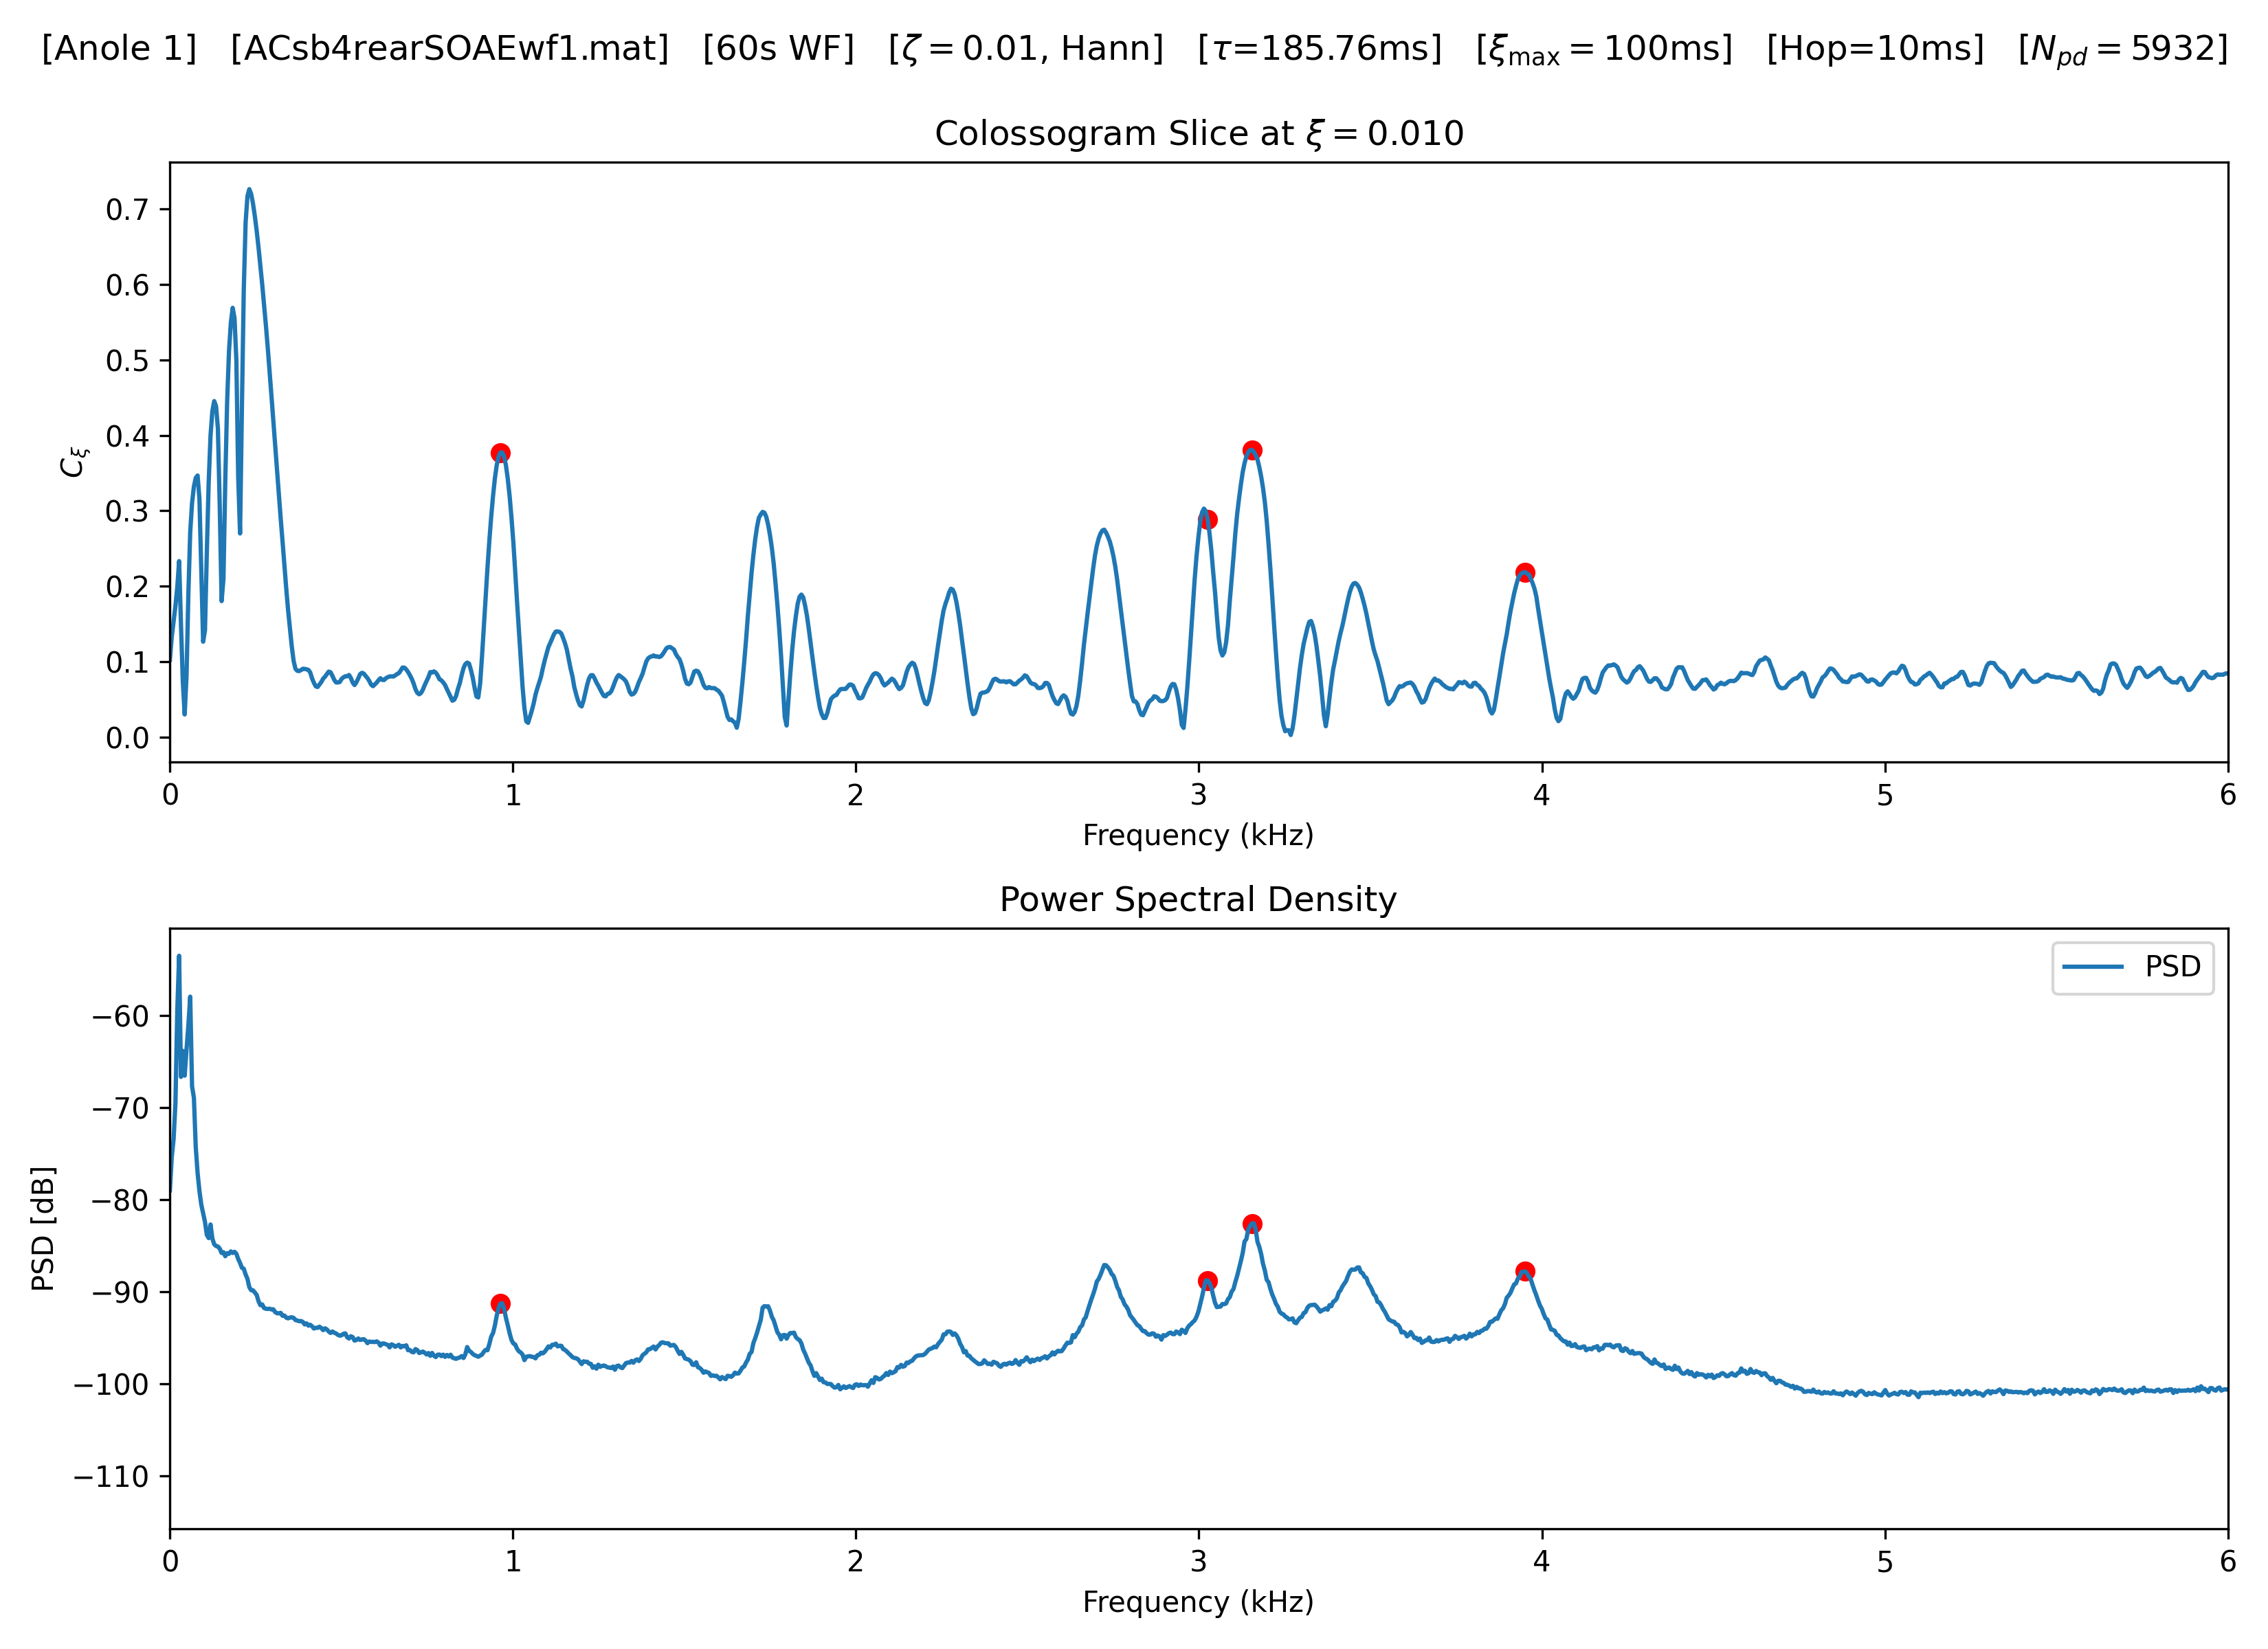 [Anole 1] [ACsb4rearSOAEwf1.mat] [60s WF] [ζ = 0.01, Hann] [τ=185.76ms] [ξmax = 100ms] [Hop=10ms] [Npd = 5932]
Colossogram Slice at ξ = 0.010
0.7
0.6
0.5
0.4
0.3
0.2
0.1
0.0
Cξ
0 1 2 3 4 5 6
Frequency (kHz)
Power Spectral Density
PSD
−60
−70
−80
−90
−100
−110
PSD [dB]
0 1 2 3 4 5 6
Frequency (kHz)